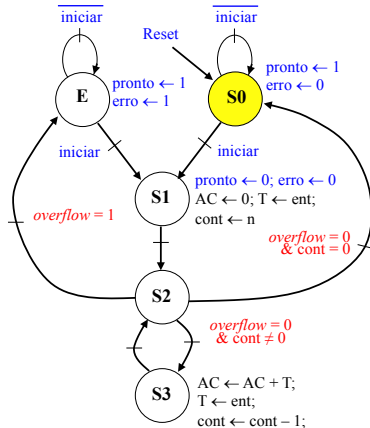 iniciar
iniciar
Reset
pronto ← 1
erro ← 1
pronto ← 1
erro ← 0
E
S0
iniciar
iniciar
S1
pronto ← 0; erro ← 0
AC ← 0; T ← ent;
cont ← n
overflow = 1
overflow = 0
& cont = 0
S2
overflow = 0
& cont ≠ 0
S3
AC ← AC + T;
T ← ent;
cont ← cont − 1;